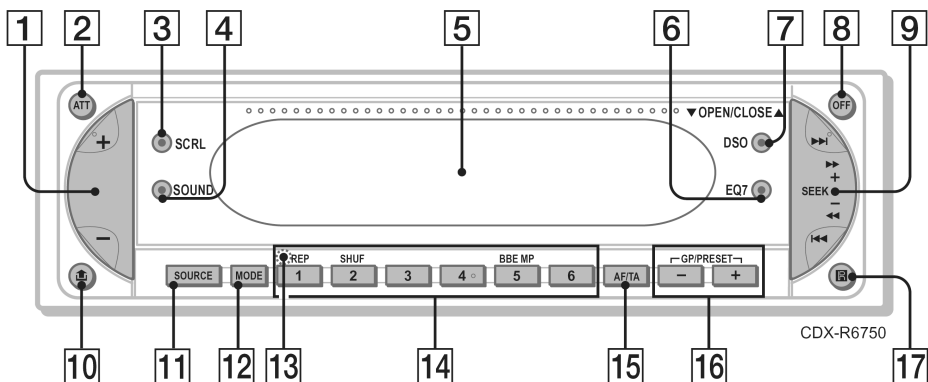 1 2 3 4 5 6 7 8 9
ATT OFF
▼OPEN/CLOSE▲
+ SCRL DSO
SOUND EQ7 SEEK + −
−
REP SHUF BBE MP GP/PRESET
SOURCE MODE 1 2 3 4 5 6 AF/TA − +
CDX-R6750
10 11 12 13 14 15 16 17